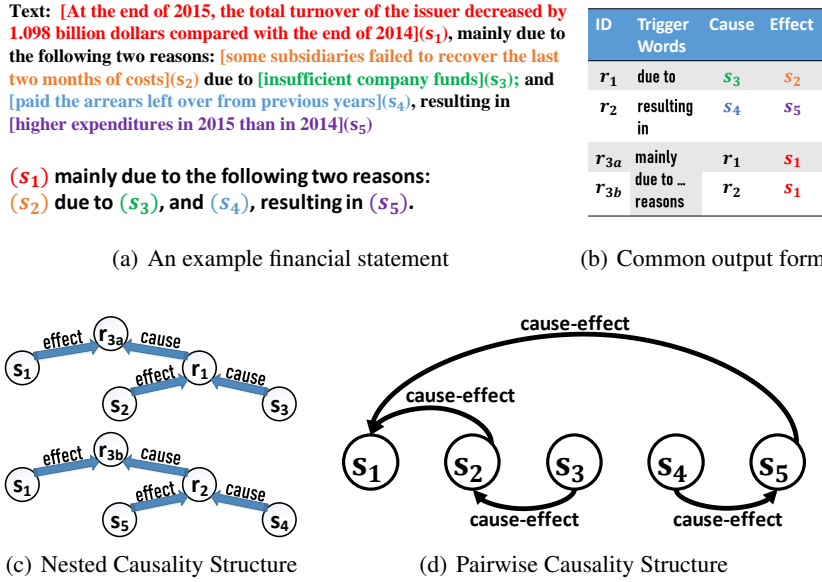 Text: [At the end of 2015, the total turnover of the issuer decreased by
1.098 billion dollars compared with the end of 2014](s₁), mainly due to
the following two reasons: [some subsidiaries failed to recover the last
two months of costs](s₂) due to [insufficient company funds](s₃); and
[paid the arrears left over from previous years](s₄), resulting in
[higher expenditures in 2015 than in 2014](s₅)
(s₁) mainly due to the following two reasons:
(s₂) due to (s₃), and (s₄), resulting in (s₅).
(a) An example financial statement
ID Trigger Words Cause Effect
r₁ due to s₃ s₂
r₂ resulting in s₄ s₅
r₃ₐ mainly due to … reasons r₁ s₁
r₃b r₂ s₁
(b) Common output form
effect r₃ₐ cause
s₁ effect r₁ cause
s₂ s₃
effect r₃b cause
s₁ effect r₂ cause
s₅ s₄
(c) Nested Causality Structure
cause-effect
cause-effect
s₁ s₂ s₃ s₄ s₅
cause-effect cause-effect
(d) Pairwise Causality Structure